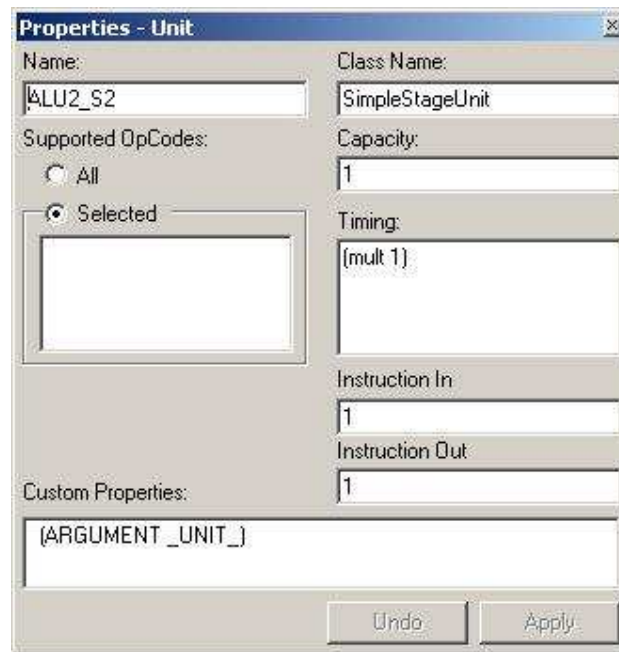 Properties - Unit
Name:
ALU2_S2
Class Name:
SimpleStageUnit
Supported OpCodes:
All
Selected
Capacity:
1
Timing:
(mult 1)
Instruction In
1
Instruction Out
1
Custom Properties:
(ARGUMENT _UNIT_)
Undo
Apply